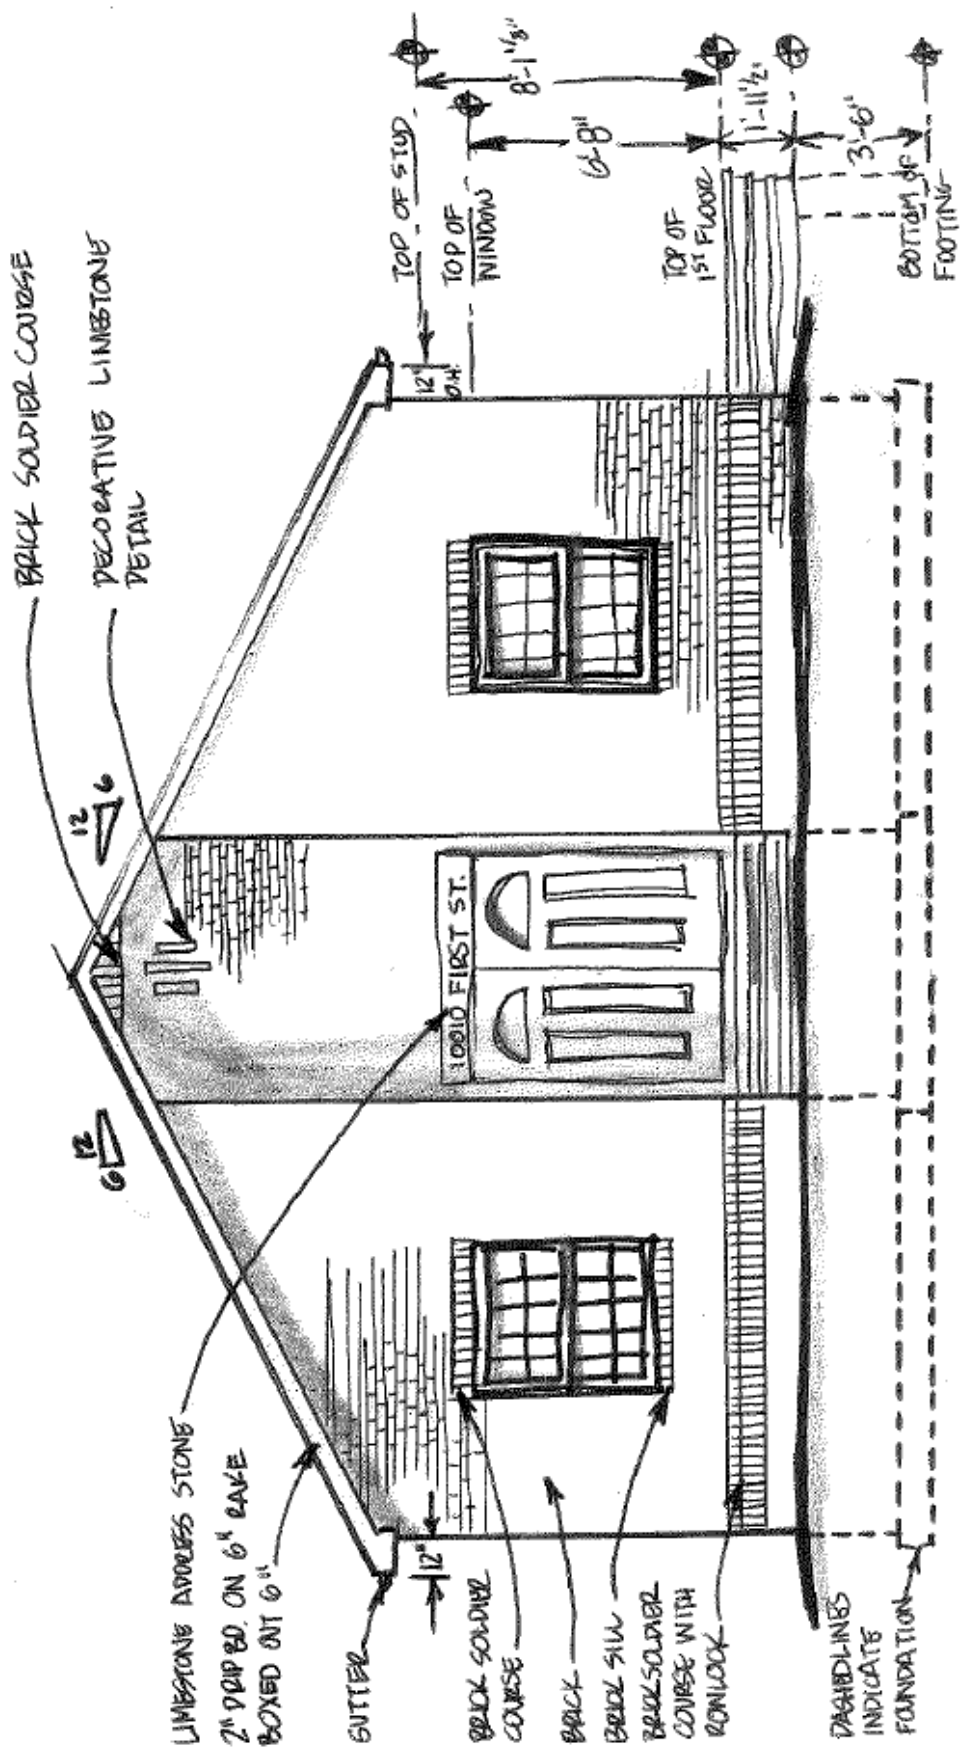 BRICK SOLDIER COURSE
DECORATIVE LIMESTONE
DETAIL
12
6
12
6
LIMESTONE ADDRESS STONE
2" DRIP BD. ON 6" RAKE
BOXED OUT 6"
GUTTER
12"
BRICK SOLDIER
COURSE
BRICK
BRICK SILL
BRICK SOLDIER
COURSE WITH
ROWLOCK
DASHED LINES
INDICATE
FOUNDATION
10010 FIRST ST.
12"
O.H.
TOP OF STUD
TOP OF
WINDOW
TOP OF
1ST FLOOR
BOTTOM OF
FOOTING
8'-1 1/8"
6'-8"
1'-11 1/2"
3'-6"